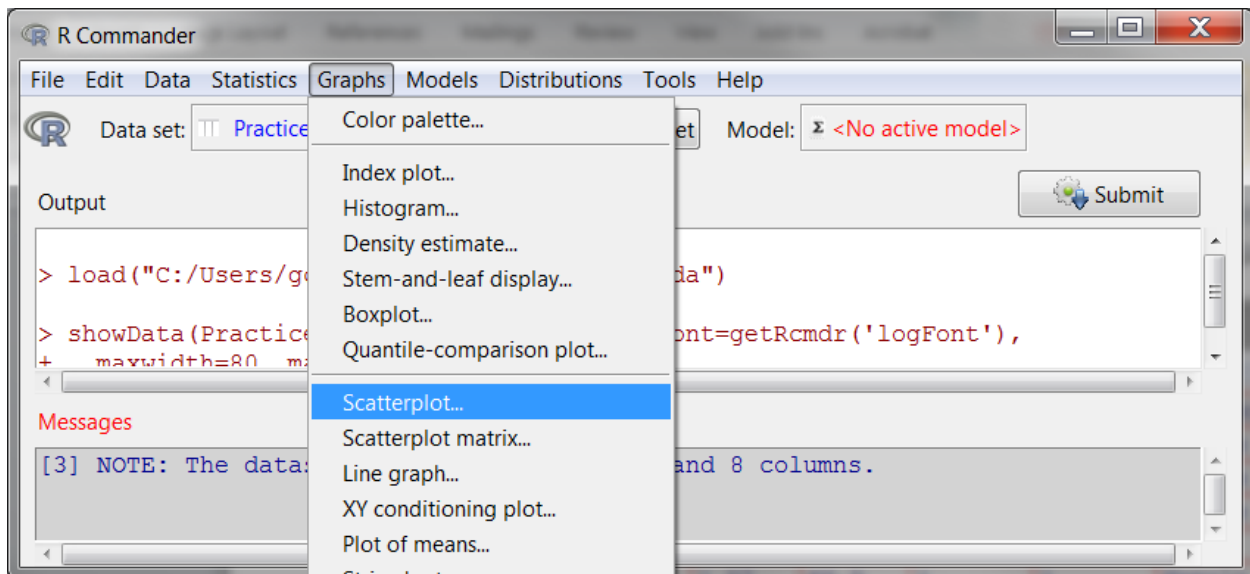 R Commander
File Edit Data Statistics Graphs Models Distributions Tools Help
Data set: Practice
et
Model: Σ <No active model>
Color palette...
Index plot...
Histogram...
Density estimate...
Stem-and-leaf display...
Boxplot...
Quantile-comparison plot...
Scatterplot...
Scatterplot matrix...
Line graph...
XY conditioning plot...
Plot of means...
Submit
Output
> load("C:/Users/g da")
> showData(Practice ont=getRcmdr('logFont'),
+ maxwidth=80, ma
Messages
[3] NOTE: The data and 8 columns.